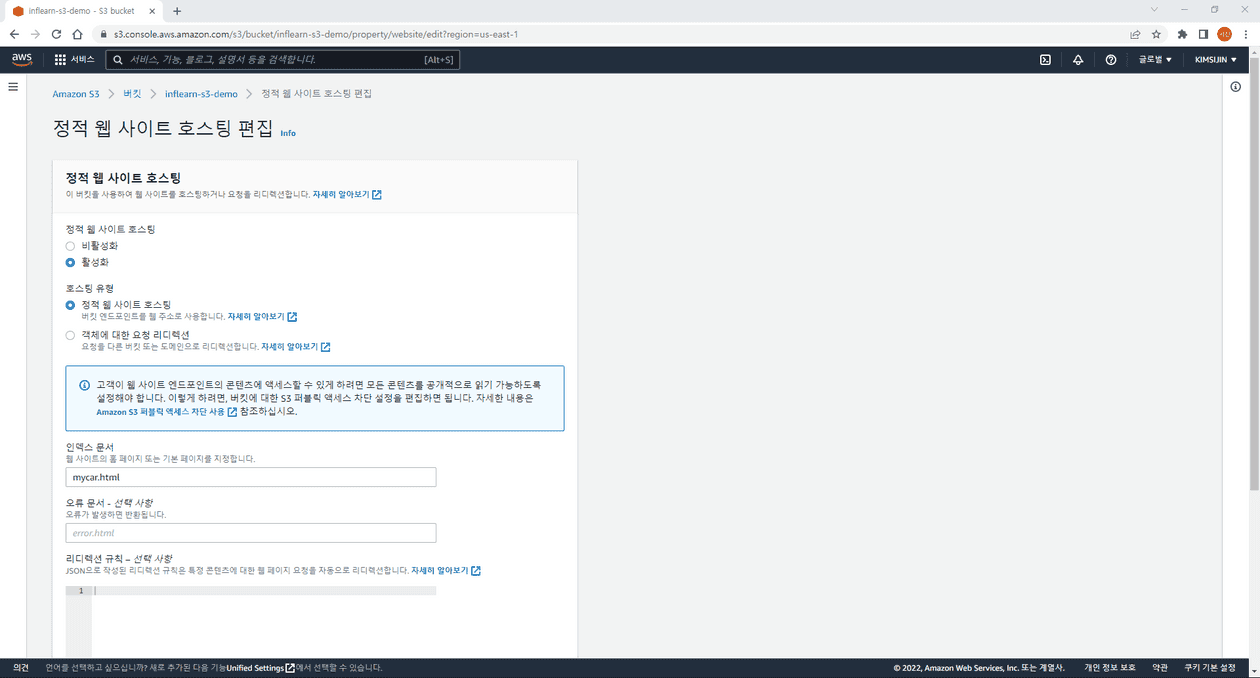 inflearn-s3-demo - S3 bucket
s3.console.aws.amazon.com/s3/bucket/inflearn-s3-demo/property/website/edit?region=us-east-1
aws 서비스 서비스, 기능, 블로그, 설명서 등을 검색합니다. [Alt+S] 글로벌 KIMSIJIN
Amazon S3 버킷 inflearn-s3-demo 정적 웹 사이트 호스팅 편집
정적 웹 사이트 호스팅 편집 Info
정적 웹 사이트 호스팅
이 버킷을 사용하여 웹 사이트를 호스팅하거나 요청을 리디렉션합니다. 자세히 알아보기
정적 웹 사이트 호스팅
비활성화
활성화
호스팅 유형
정적 웹 사이트 호스팅
버킷 엔드포인트를 웹 주소로 사용합니다. 자세히 알아보기
객체에 대한 요청 리디렉션
요청을 다른 버킷 또는 도메인으로 리디렉션합니다. 자세히 알아보기
고객이 웹 사이트 엔드포인트의 콘텐츠에 액세스할 수 있게 하려면 모든 콘텐츠를 공개적으로 읽기 가능하도록
설정해야 합니다. 이렇게 하려면, 버킷에 대한 S3 퍼블릭 액세스 차단 설정을 편집하면 됩니다. 자세한 내용은
Amazon S3 퍼블릭 액세스 차단 사용 참조하십시오.
인덱스 문서
웹 사이트의 홈 페이지 또는 기본 페이지를 지정합니다.
mycar.html
오류 문서 - 선택 사항
오류가 발생하면 반환됩니다.
error.html
리디렉션 규칙 – 선택 사항
JSON으로 작성된 리디렉션 규칙은 특정 콘텐츠에 대한 웹 페이지 요청을 자동으로 리디렉션합니다. 자세히 알아보기
1
의견 언어를 선택하고 싶으십니까? 새로 추가된 다음 기능Unified Settings에서 선택할 수 있습니다. © 2022, Amazon Web Services, Inc. 또는 계열사. 개인 정보 보호 약관 쿠키 기본 설정